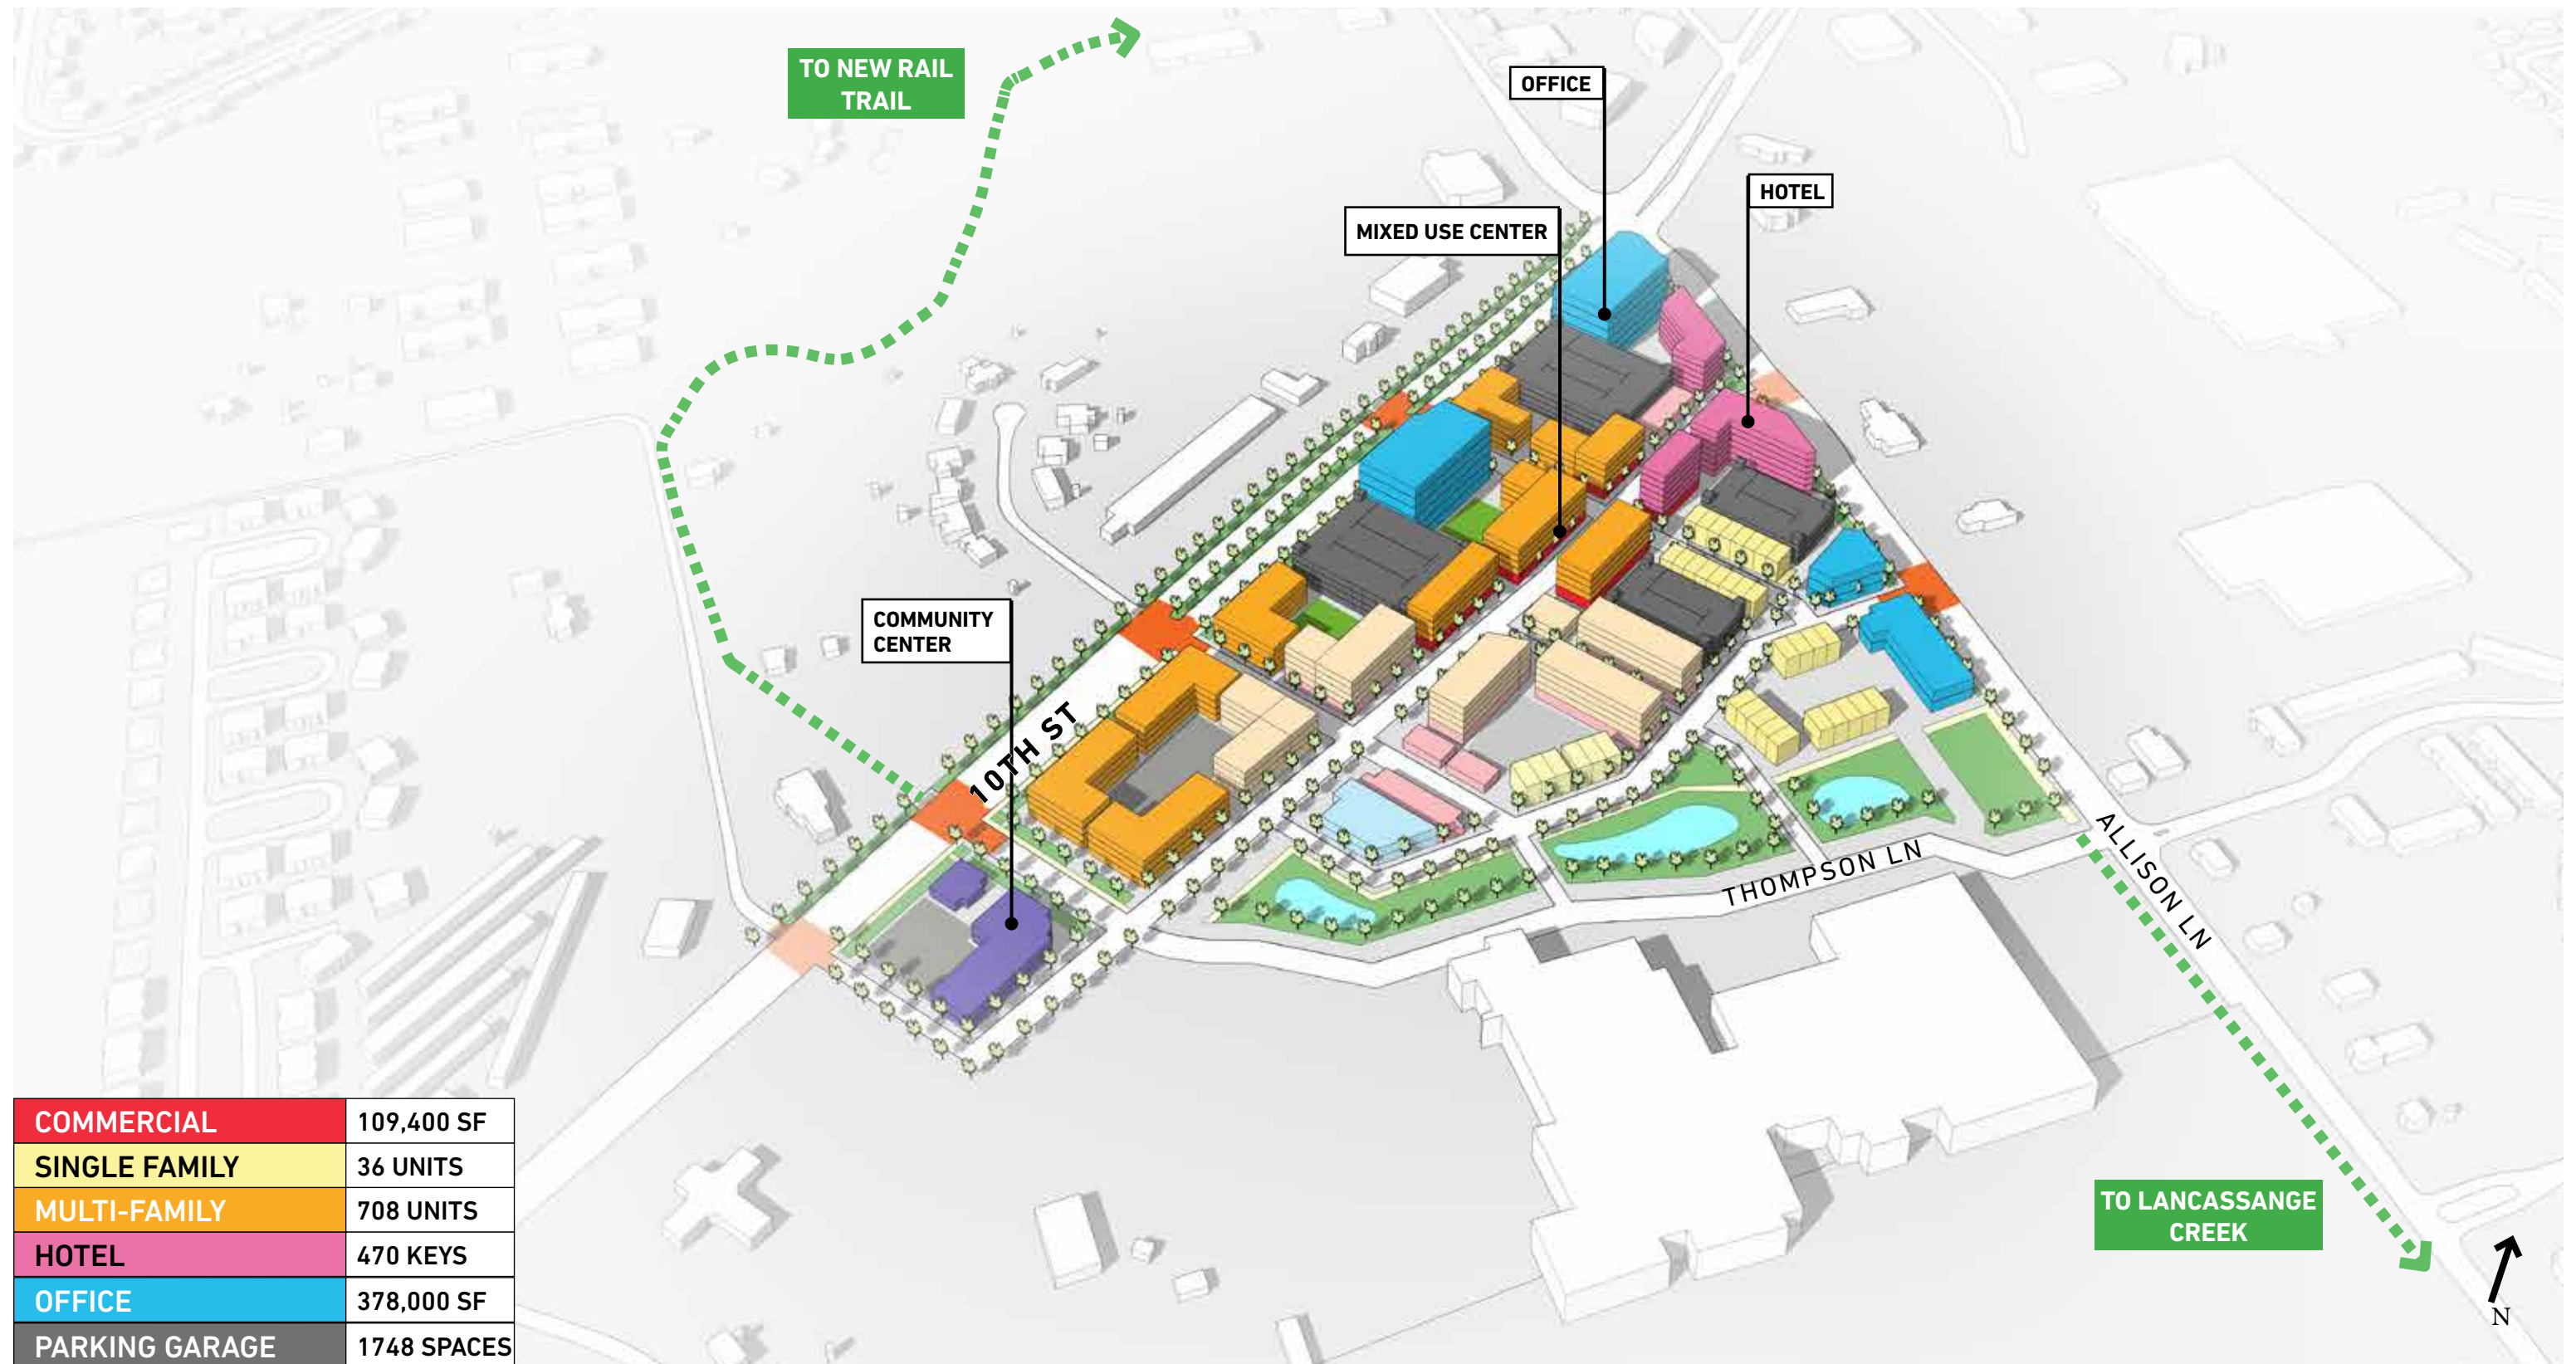 TO NEW RAIL
TRAIL
OFFICE
HOTEL
MIXED USE CENTER
COMMUNITY
CENTER
10TH ST
THOMPSON LN
ALLISON LN
TO LANCASSANGE
CREEK
N
COMMERCIAL 109,400 SF
SINGLE FAMILY 36 UNITS
MULTI-FAMILY 708 UNITS
HOTEL 470 KEYS
OFFICE 378,000 SF
PARKING GARAGE 1748 SPACES